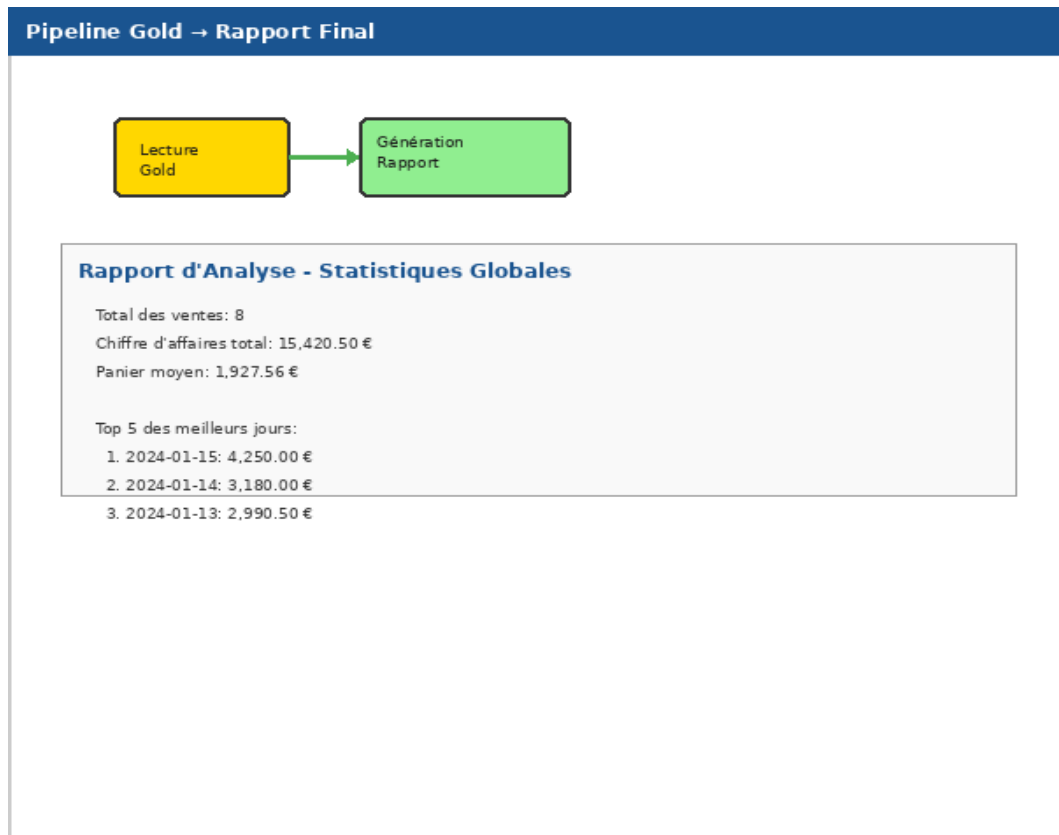 Pipeline Gold → Rapport Final
Lecture
Gold
Génération
Rapport
Rapport d'Analyse - Statistiques Globales
Total des ventes: 8
Chiffre d'affaires total: 15,420.50 €
Panier moyen: 1,927.56 €
Top 5 des meilleurs jours:
1. 2024-01-15: 4,250.00 €
2. 2024-01-14: 3,180.00 €
3. 2024-01-13: 2,990.50 €